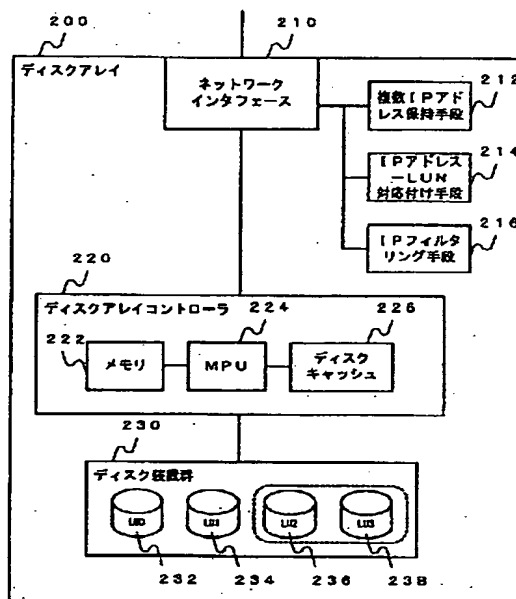 200
210
ディスクアレイ
ネットワーク
インタフェース
212
複数IPアド
レス保持手段
214
IPアドレス
ーLUN
対応付け手段
216
IPフィルタ
リング手段
220
ディスクアレイコントローラ
224
226
222
メモリ
MPU
ディスク
キャッシュ
230
ディスク装置群
LU0
LU1
LU2
LU3
232
234
236
238